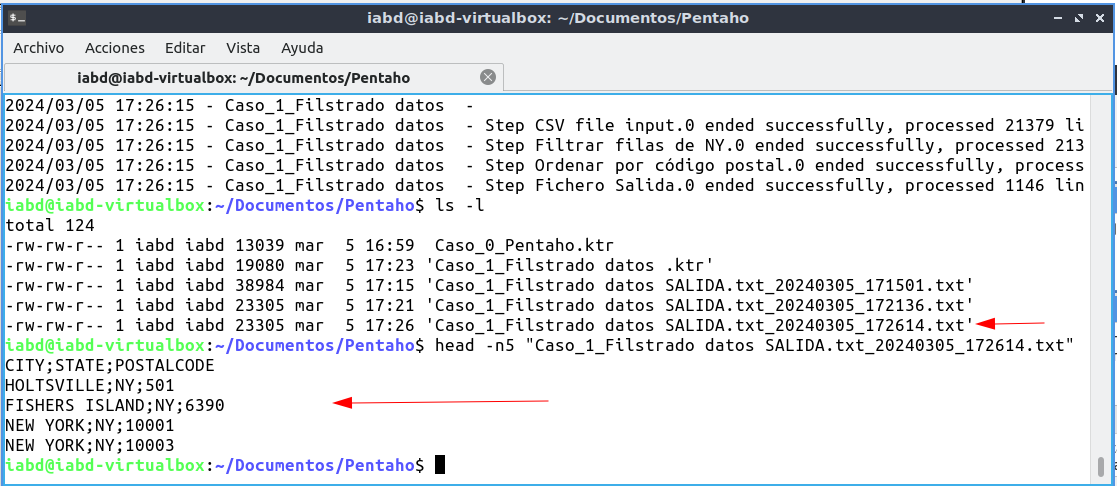 iabd@iabd-virtualbox: ~/Documentos/Pentaho
Archivo Acciones Editar Vista Ayuda
iabd@iabd-virtualbox: ~/Documentos/Pentaho
2024/03/05 17:26:15 - Caso_1_Filstrado datos  -
2024/03/05 17:26:15 - Caso_1_Filstrado datos  - Step CSV file input.0 ended successfully, processed 21379 li
2024/03/05 17:26:15 - Caso_1_Filstrado datos  - Step Filtrar filas de NY.0 ended successfully, processed 213
2024/03/05 17:26:15 - Caso_1_Filstrado datos  - Step Ordenar por código postal.0 ended successfully, process
2024/03/05 17:26:15 - Caso_1_Filstrado datos  - Step Fichero Salida.0 ended successfully, processed 1146 lin
iabd@iabd-virtualbox:~/Documentos/Pentaho$ ls -l
total 124
-rw-rw-r-- 1 iabd iabd 13039 mar  5 16:59  Caso_0_Pentaho.ktr
-rw-rw-r-- 1 iabd iabd 19080 mar  5 17:23 'Caso_1_Filstrado datos .ktr'
-rw-rw-r-- 1 iabd iabd 38984 mar  5 17:15 'Caso_1_Filstrado datos SALIDA.txt_20240305_171501.txt'
-rw-rw-r-- 1 iabd iabd 23305 mar  5 17:21 'Caso_1_Filstrado datos SALIDA.txt_20240305_172136.txt'
-rw-rw-r-- 1 iabd iabd 23305 mar  5 17:26 'Caso_1_Filstrado datos SALIDA.txt_20240305_172614.txt'
iabd@iabd-virtualbox:~/Documentos/Pentaho$ head -n5 "Caso_1_Filstrado datos SALIDA.txt_20240305_172614.txt"
CITY;STATE;POSTALCODE
HOLTSVILLE;NY;501
FISHERS ISLAND;NY;6390
NEW YORK;NY;10001
NEW YORK;NY;10003
iabd@iabd-virtualbox:~/Documentos/Pentaho$